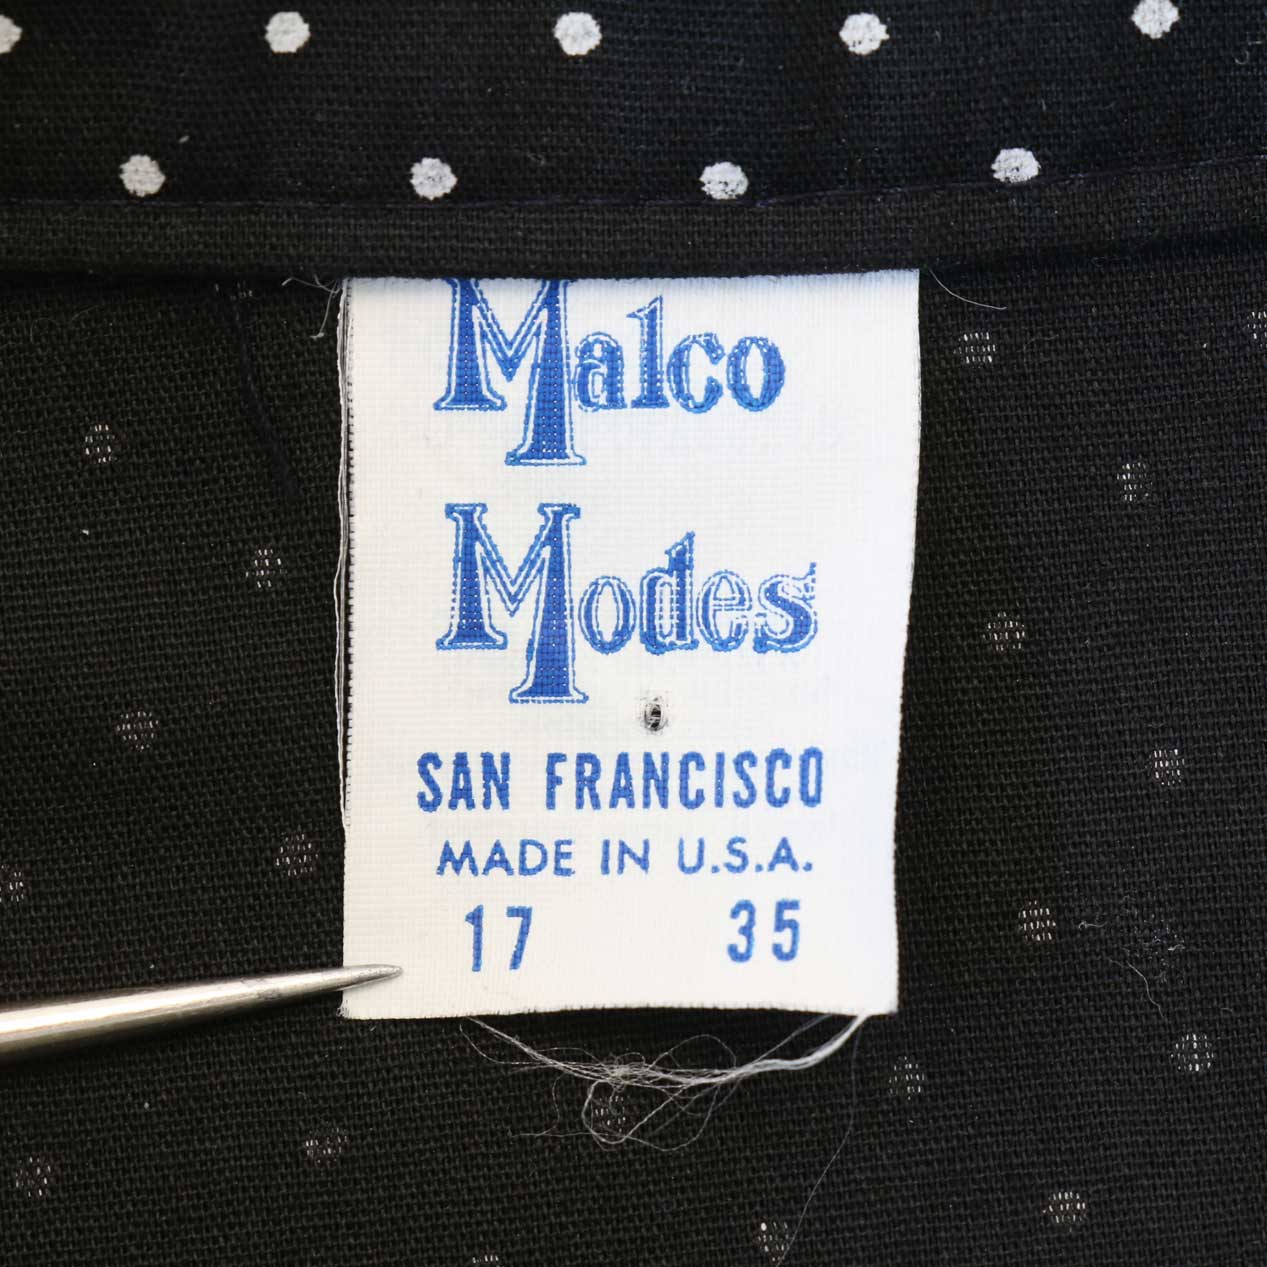 Malco
Modes
SAN FRANCISCO
MADE IN U.S.A.
17 35